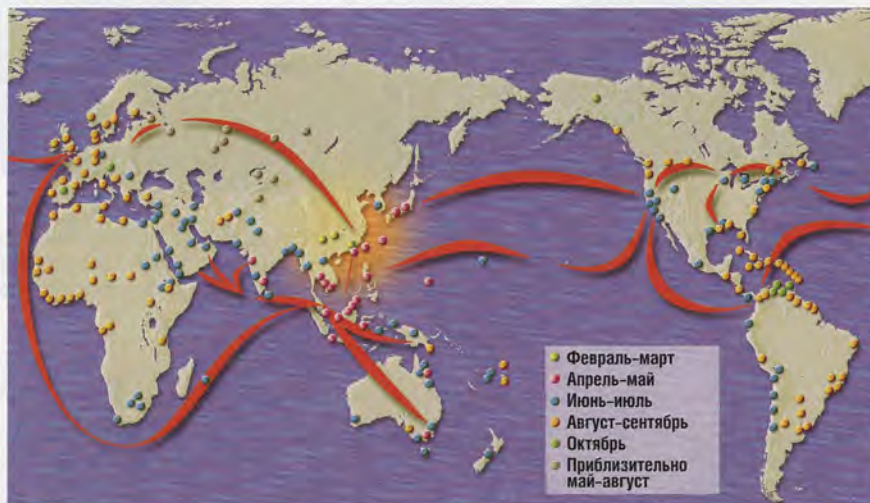 Февраль-март
Апрель-май
Июнь-июль
Август-сентябрь
Октябрь
Приблизительно
май-август